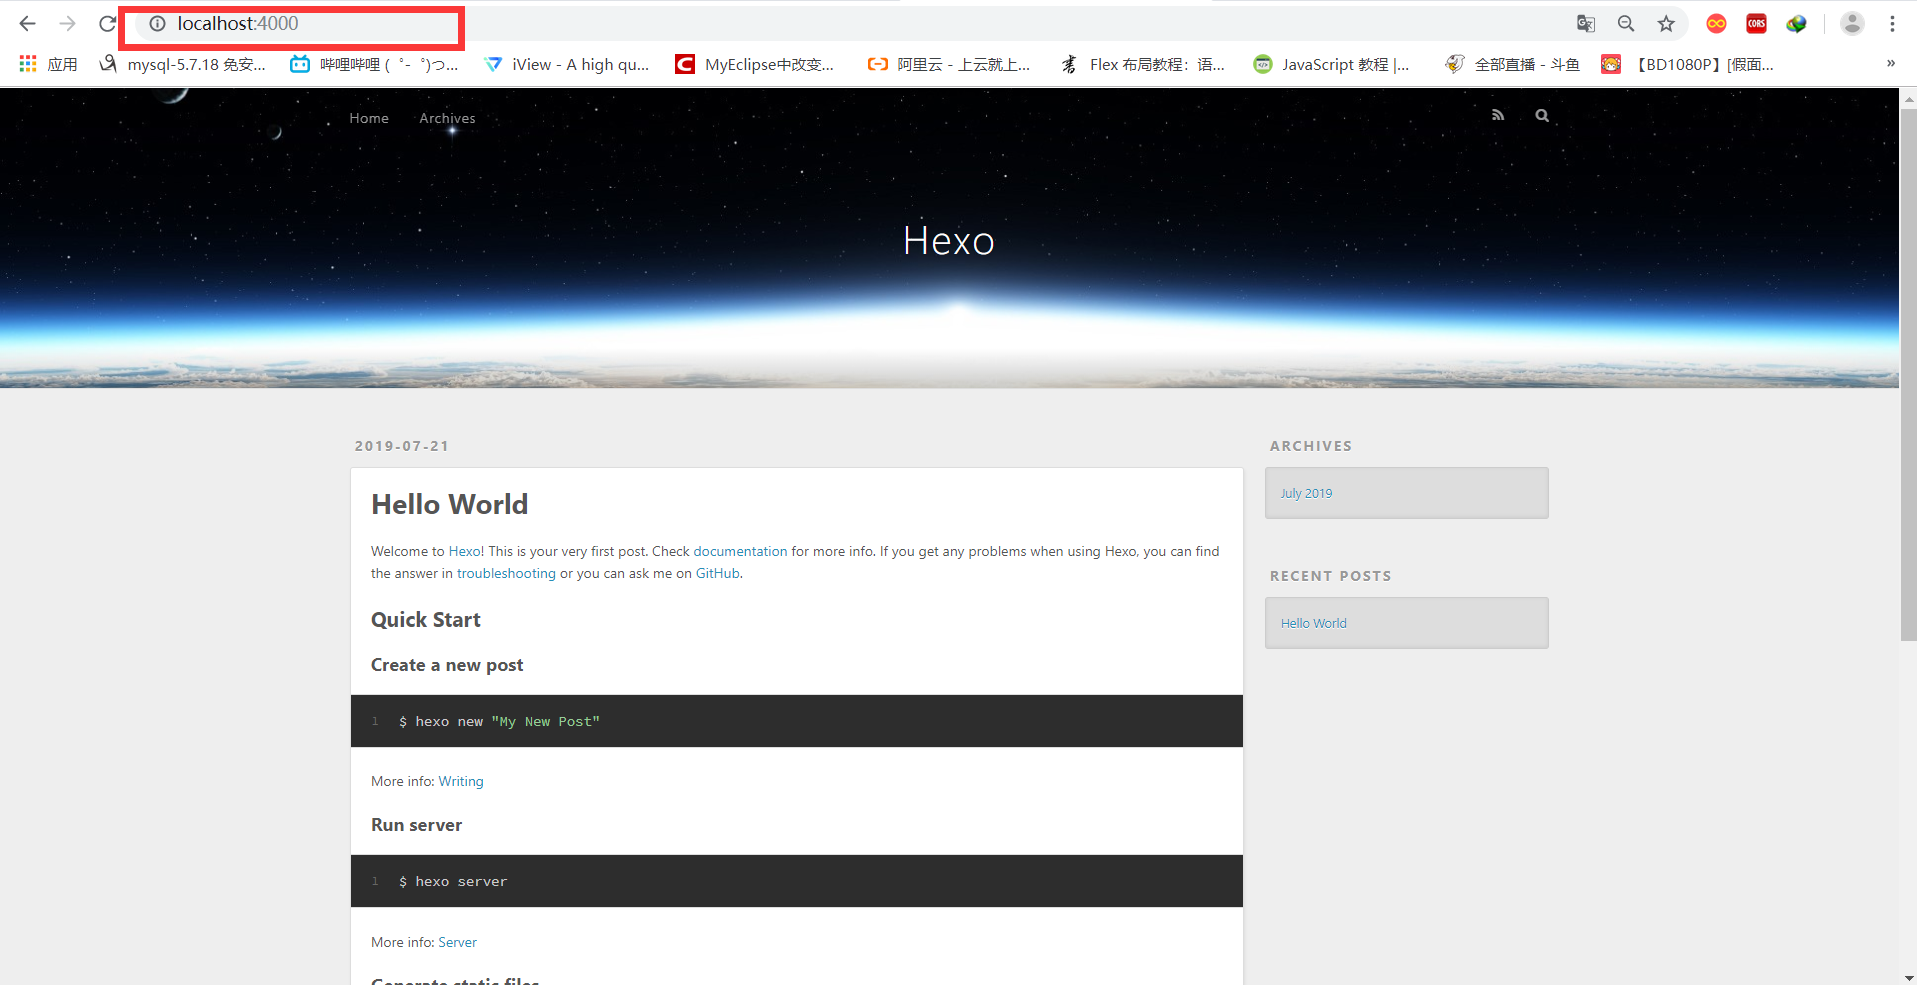 localhost:4000
应用 mysql-5.7.18 免安... 哔哩哔哩 ( ゜- ゜)つ... iView - A high qu... MyEclipse中改变... 阿里云 - 上云就上... Flex 布局教程：语... JavaScript 教程 |... 全部直播 - 斗鱼 【BD1080P】[假面... »
CORS
Home Archives
Hexo
2019-07-21
Hello World
Welcome to Hexo! This is your very first post. Check documentation for more info. If you get any problems when using Hexo, you can find
the answer in troubleshooting or you can ask me on GitHub.
Quick Start
Create a new post
1 $ hexo new "My New Post"
More info: Writing
Run server
1 $ hexo server
More info: Server
Generate static files
ARCHIVES
July 2019
RECENT POSTS
Hello World